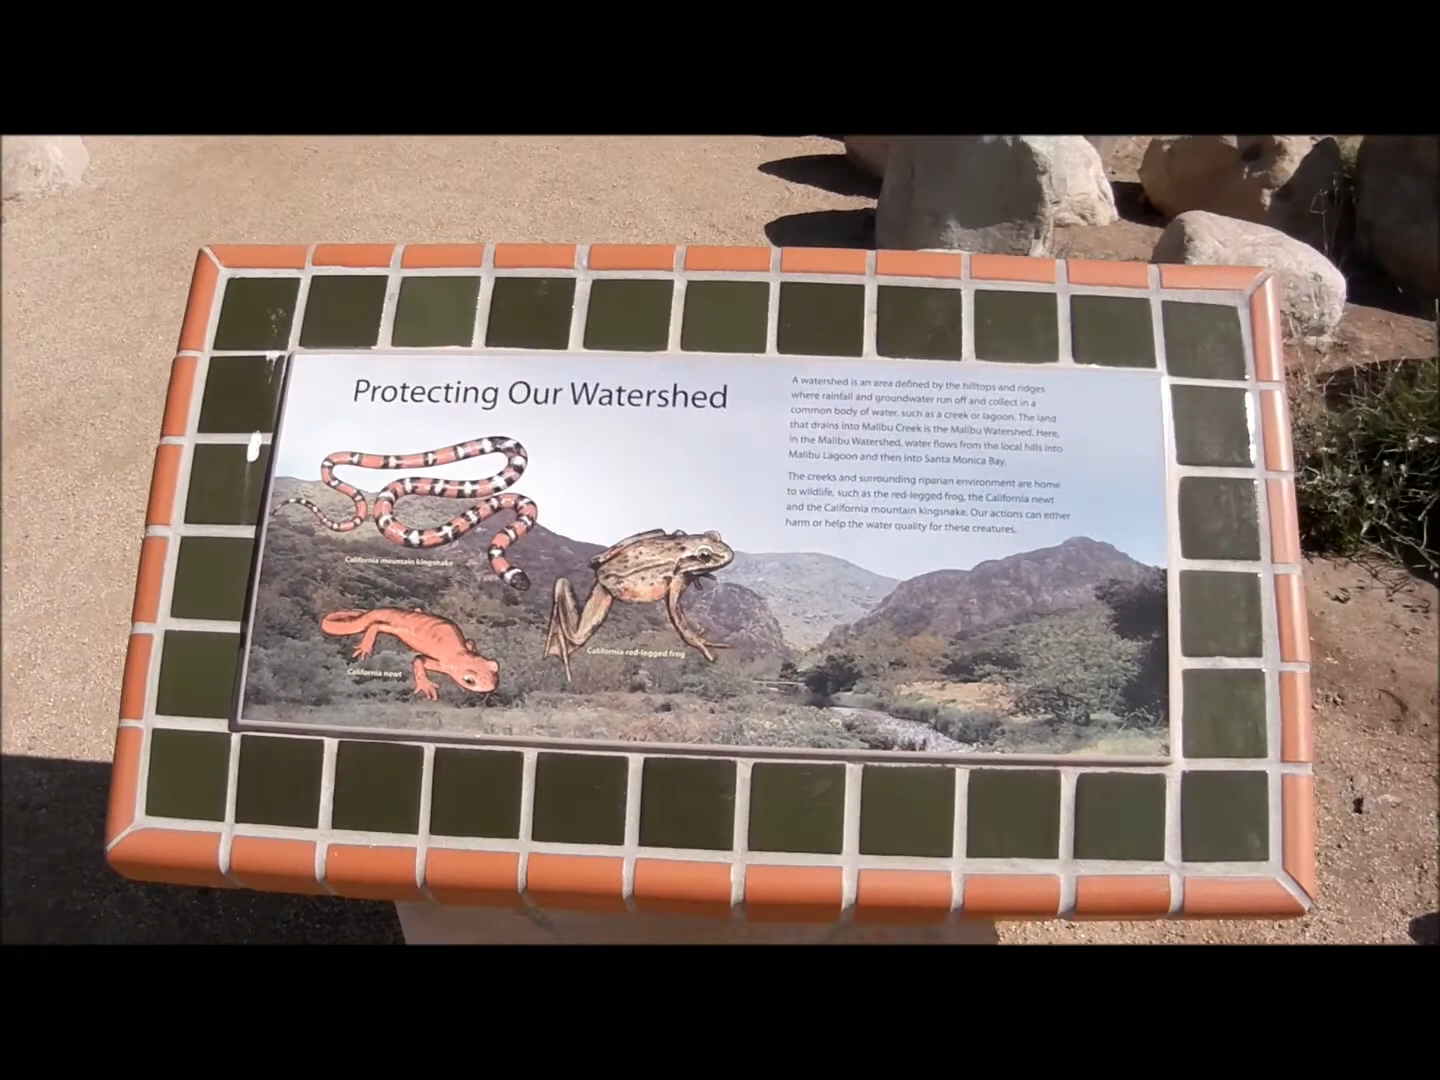 Protecting Our Watershed
A watershed is an area defined by the hilltops and ridges
where rainfall and groundwater run off and collect in a
common body of water, such as a creek or lagoon. The land
that drains into Malibu Creek is the Malibu Watershed. Here,
in the Malibu Watershed, water flows from the local hills into
Malibu Lagoon and then into Santa Monica Bay.
The creeks and surrounding riparian environment are home
to wildlife, such as the red-legged frog, the California newt
and the California mountain kingsnake. Our actions can either
harm or help the water quality for these creatures.
California mountain kingsnake
California red-legged frog
California newt